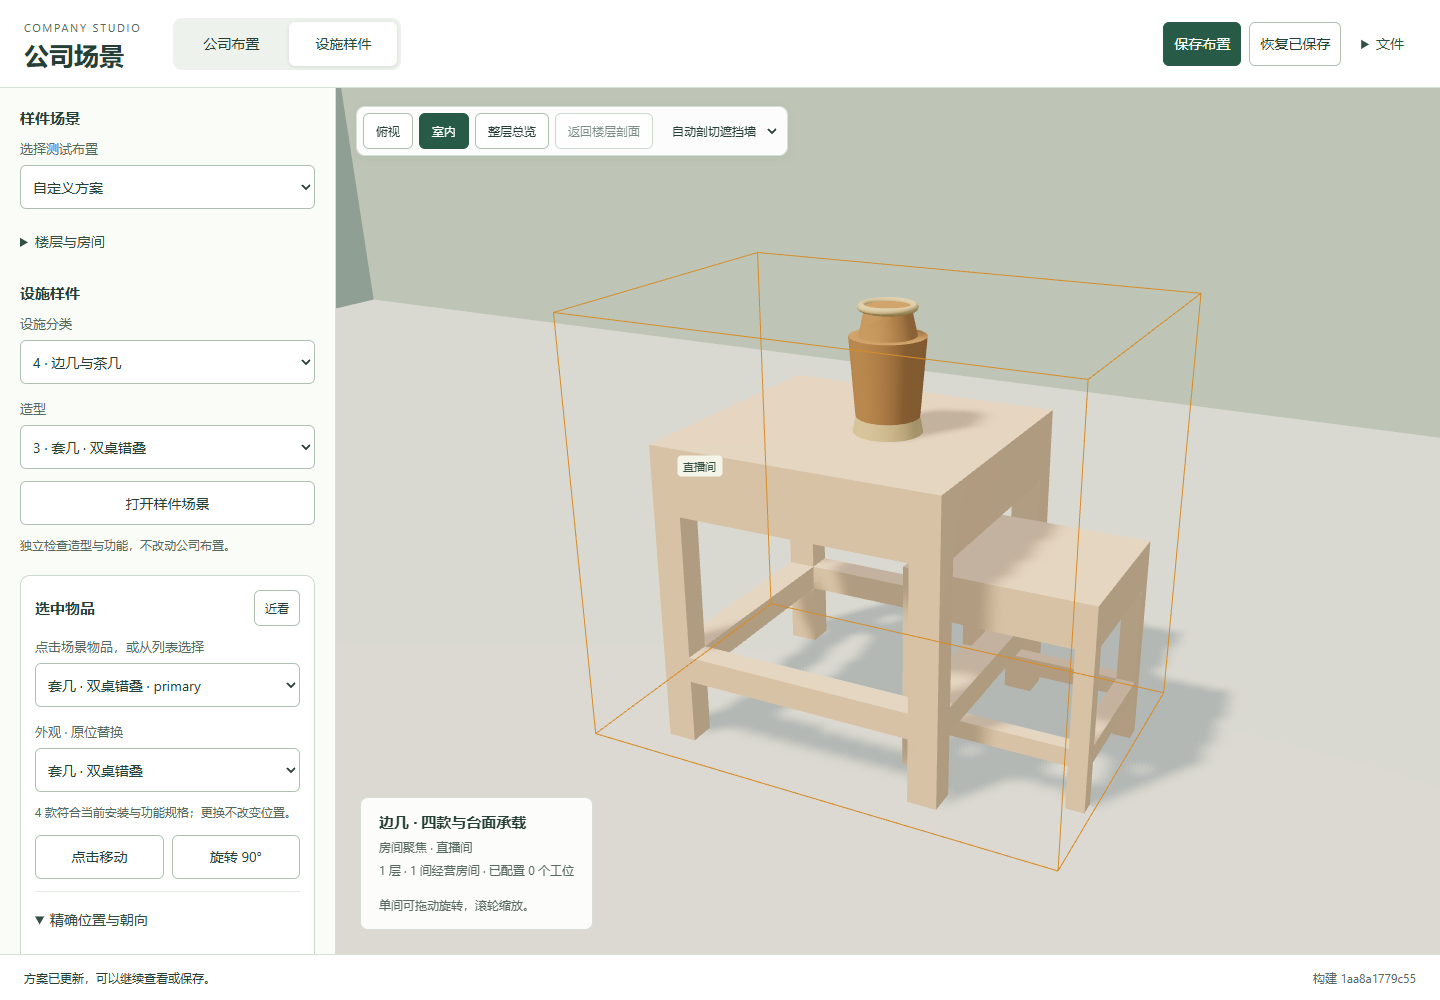 COMPANY STUDIO
公司场景
公司布置
设施样件
保存布置
恢复已保存
文件
样件场景
选择测试布置
自定义方案
楼层与房间
设施样件
设施分类
4 · 边几与茶几
造型
3 · 套几 · 双桌错叠
打开样件场景
独立检查造型与功能，不改动公司布置。
选中物品
近看
点击场景物品，或从列表选择
套几 · 双桌错叠 · primary
外观 · 原位替换
套几 · 双桌错叠
4 款符合当前安装与功能规格；更换不改变位置。
点击移动
旋转 90°
精确位置与朝向
俯视
室内
整层总览
返回楼层剖面
自动剖切遮挡墙
直播间
边几 · 四款与台面承载
房间聚焦 · 直播间
1 层 · 1 间经营房间 · 已配置 0 个工位
单间可拖动旋转，滚轮缩放。
方案已更新，可以继续查看或保存。
构建 1aa8a1779c55